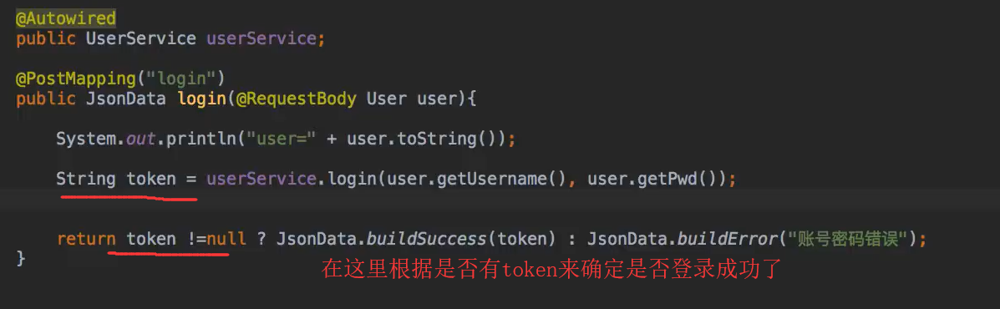 @Autowired
public UserService userService;
@PostMapping("login")
public JsonData login(@RequestBody User user){
System.out.println("user=" + user.toString());
String token = userService.login(user.getUsername(), user.getPwd());
return token !=null ? JsonData.buildSuccess(token) : JsonData.buildError("账号密码错误");
}
在这里根据是否有token来确定是否登录成功了